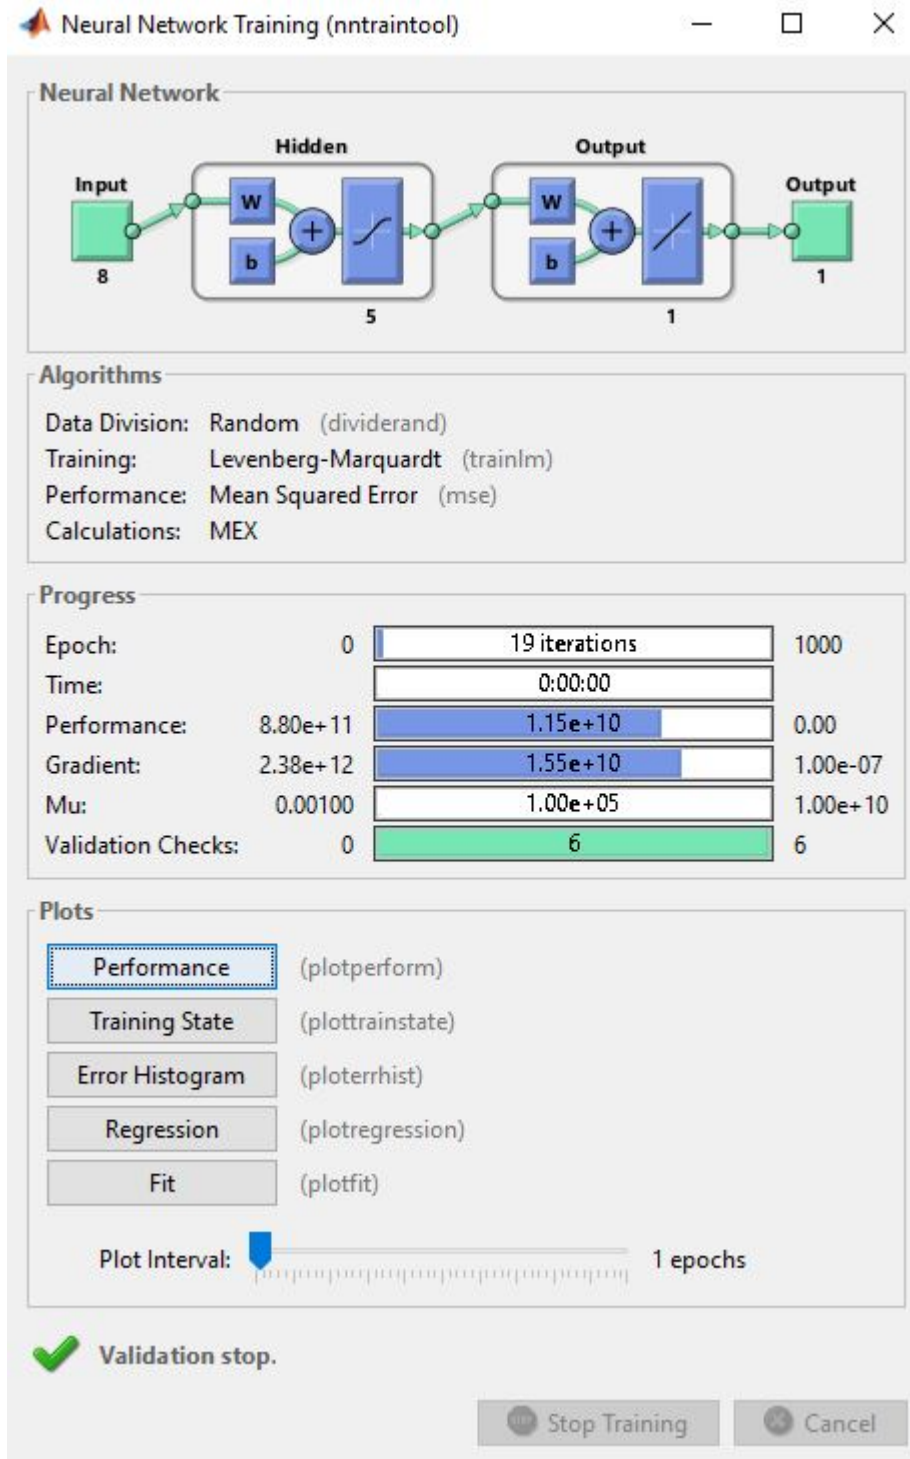 Neural Network Training (nntraintool)
Neural Network
Hidden Output
Input Output
W W
b b
8 1
5 1
Algorithms
Data Division: Random (dividerand)
Training: Levenberg-Marquardt (trainlm)
Performance: Mean Squared Error (mse)
Calculations: MEX
Progress
Epoch: 0 19 iterations 1000
Time: 0:00:00
Performance: 8.80e+11 1.15e+10 0.00
Gradient: 2.38e+12 1.55e+10 1.00e-07
Mu: 0.00100 1.00e+05 1.00e+10
Validation Checks: 0 6 6
Plots
Performance (plotperform)
Training State (plottrainstate)
Error Histogram (ploterrhist)
Regression (plotregression)
Fit (plotfit)
Plot Interval: 1 epochs
Validation stop.
Stop Training Cancel